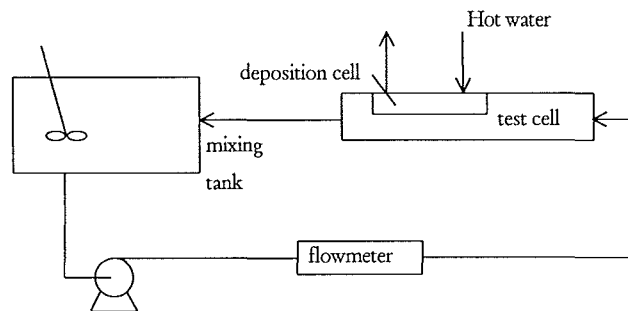 Hot water
deposition cell
test cell
mixing
tank
flowmeter